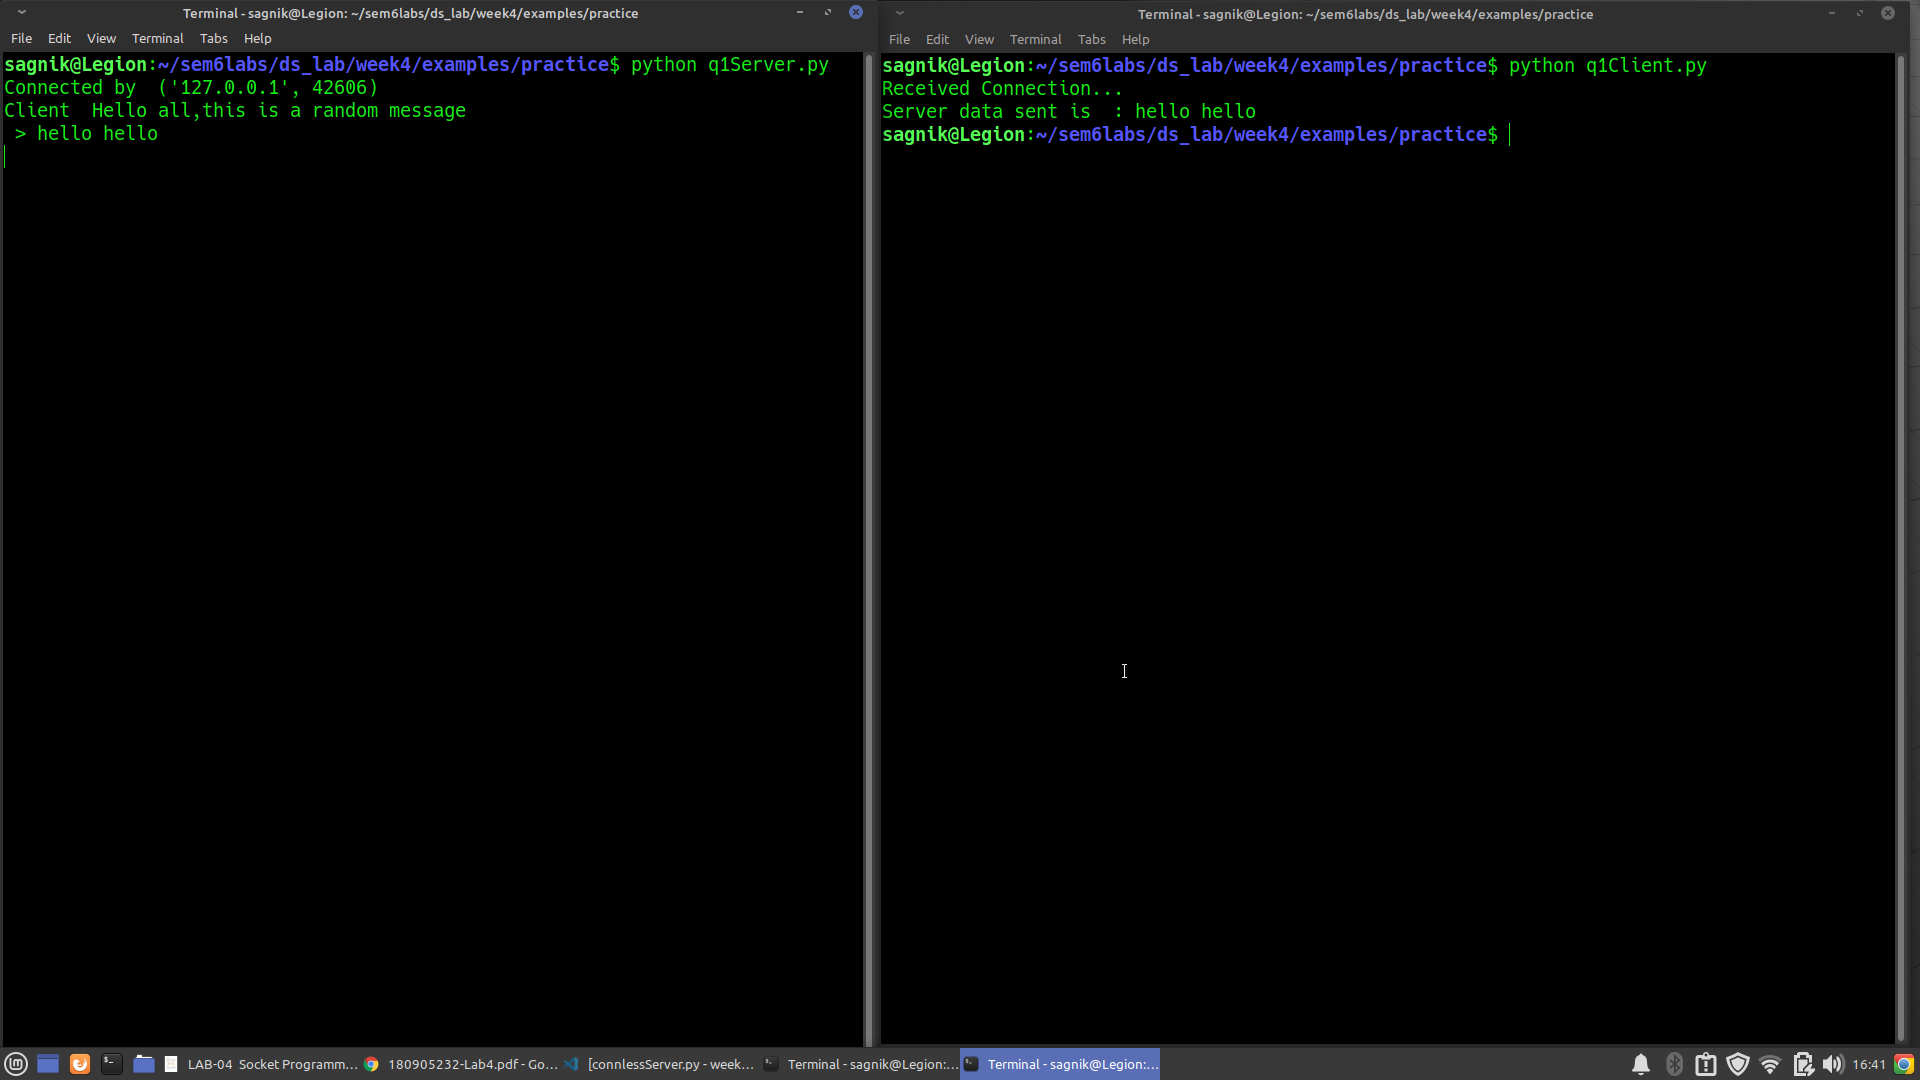 Terminal - sagnik@Legion: ~/sem6labs/ds_lab/week4/examples/practice
File Edit View Terminal Tabs Help
sagnik@Legion:~/sem6labs/ds_lab/week4/examples/practice$ python q1Server.py
Connected by  ('127.0.0.1', 42606)
Client  Hello all,this is a random message
 > hello hello
Terminal - sagnik@Legion: ~/sem6labs/ds_lab/week4/examples/practice
File Edit View Terminal Tabs Help
sagnik@Legion:~/sem6labs/ds_lab/week4/examples/practice$ python q1Client.py
Received Connection...
Server data sent is  : hello hello
sagnik@Legion:~/sem6labs/ds_lab/week4/examples/practice$
LAB-04 Socket Programm... 180905232-Lab4.pdf - Go... [connlessServer.py - week... Terminal - sagnik@Legion:... Terminal - sagnik@Legion:... 16:41